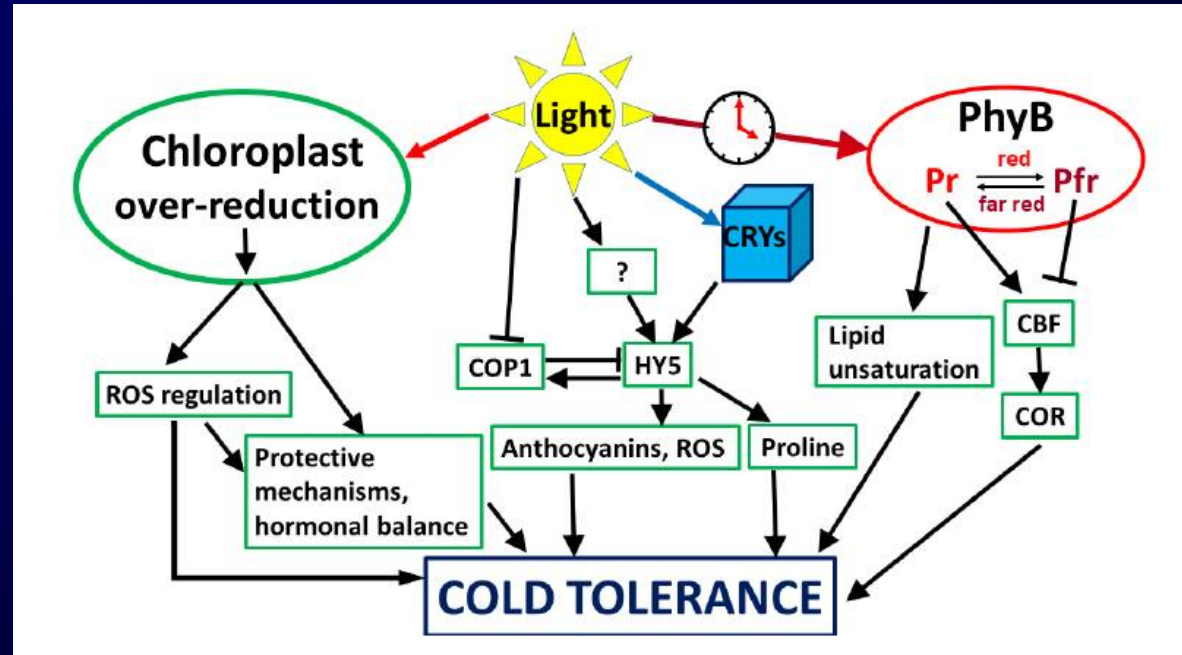 Light
Chloroplast
over-reduction
PhyB
red
Pr
Pfr
far red
CRYs
?
COP1
HY5
Lipid
unsaturation
CBF
COR
ROS regulation
Protective
mechanisms,
hormonal balance
Anthocyanins, ROS
Proline
COLD TOLERANCE